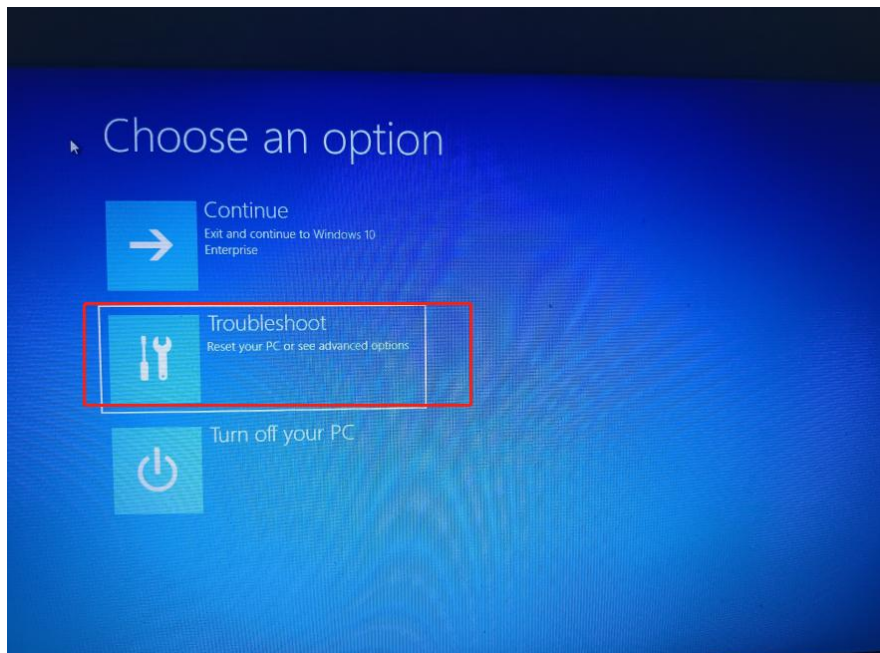 Choose an option
Continue
Exit and continue to Windows 10
Enterprise
Troubleshoot
Reset your PC or see advanced options
Turn off your PC